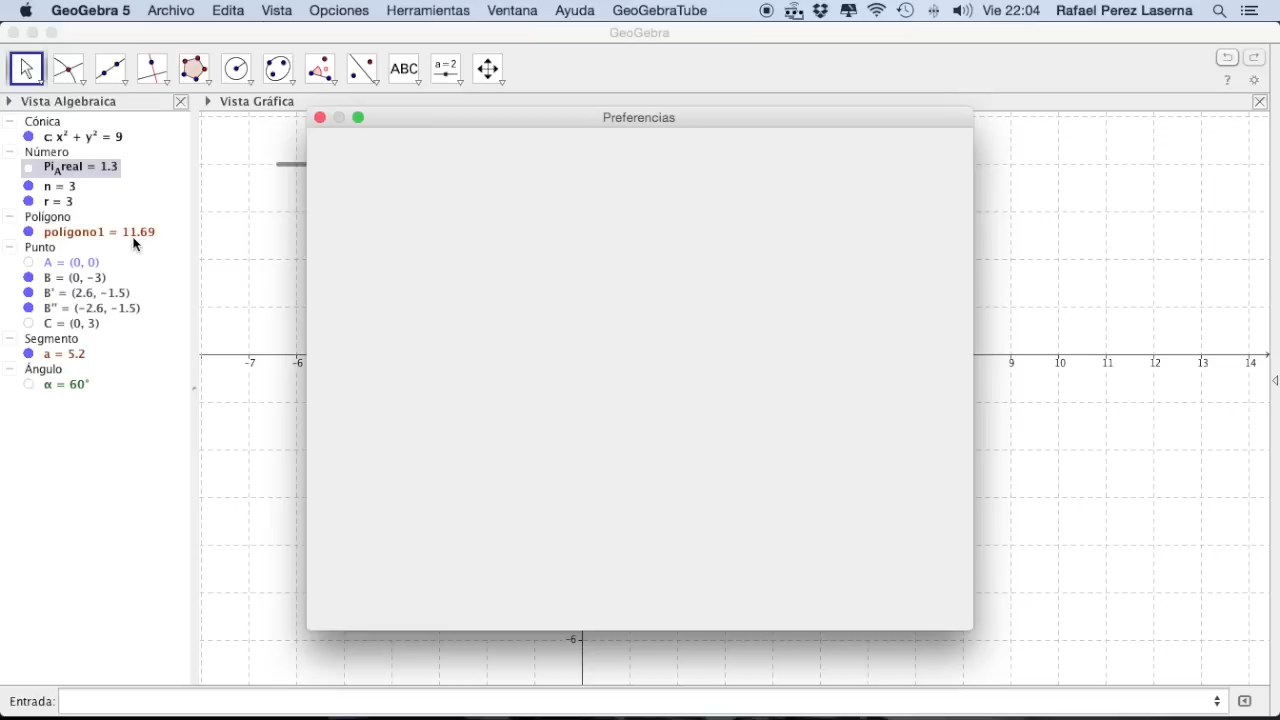 GeoGebra 5 Archivo Edita Vista Opciones Herramientas Ventana Ayuda GeoGebraTube Vie 22:04 Rafael Perez Laserna
GeoGebra
ABC a=2 ?
Vista Algebraica Vista Gráfica
Preferencias
Cónica
c: x² + y² = 9
Número
Pi_Areal = 1.3
n = 3
r = 3
Polígono
polígono1 = 11.69
Punto
A = (0, 0)
B = (0, -3)
B' = (2.6, -1.5)
B'' = (-2.6, -1.5)
C = (0, 3)
Segmento
a = 5.2
Ángulo
α = 60°
-7 -6 9 10 11 12 13 14
-6
Entrada: